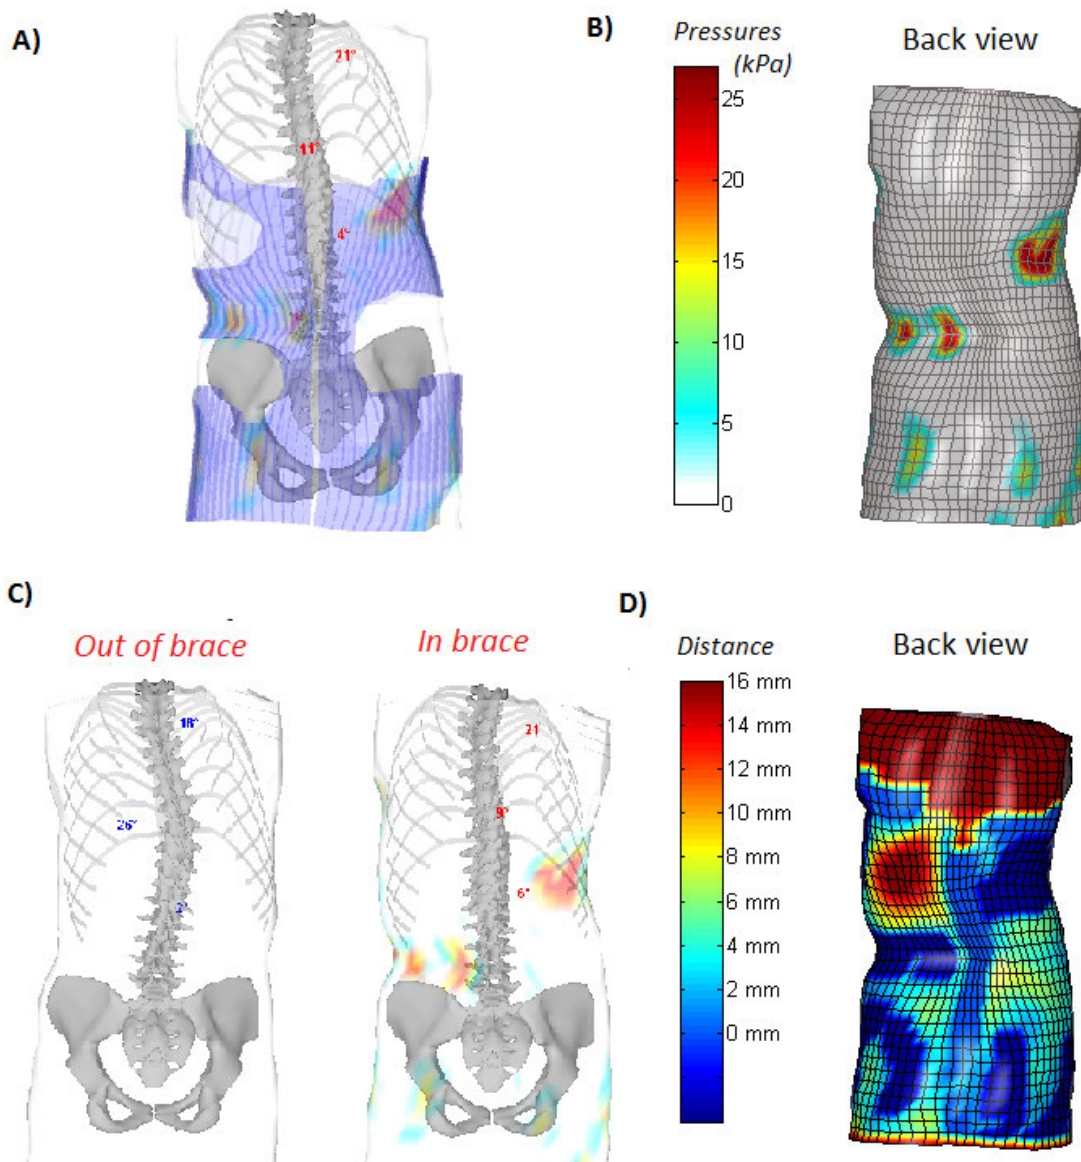 A)
21°
11°
4°
B)
Pressures
(kPa)
25
20
15
10
5
0
Back view
C)
Out of brace
18°
26°
In brace
21
9°
6°
D)
Distance
16 mm
14 mm
12 mm
10 mm
8 mm
6 mm
4 mm
2 mm
0 mm
Back view